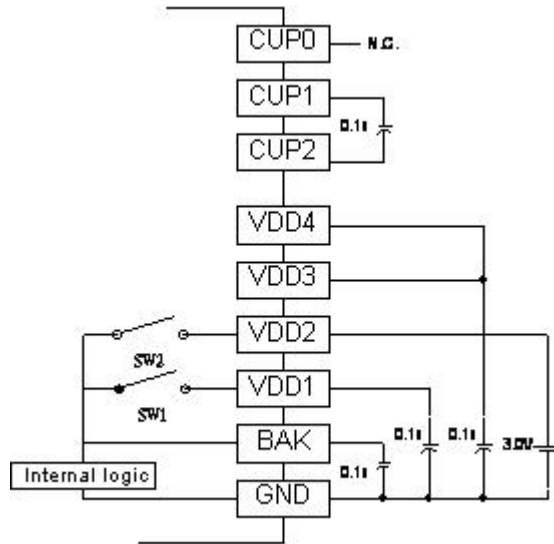 CUP0
N.C.
CUP1
0.1u
CUP2
VDD4
VDD3
VDD2
SW2
VDD1
SW1
BAK
0.1u
0.1u
3.0V
0.1u
Internal logic
GND